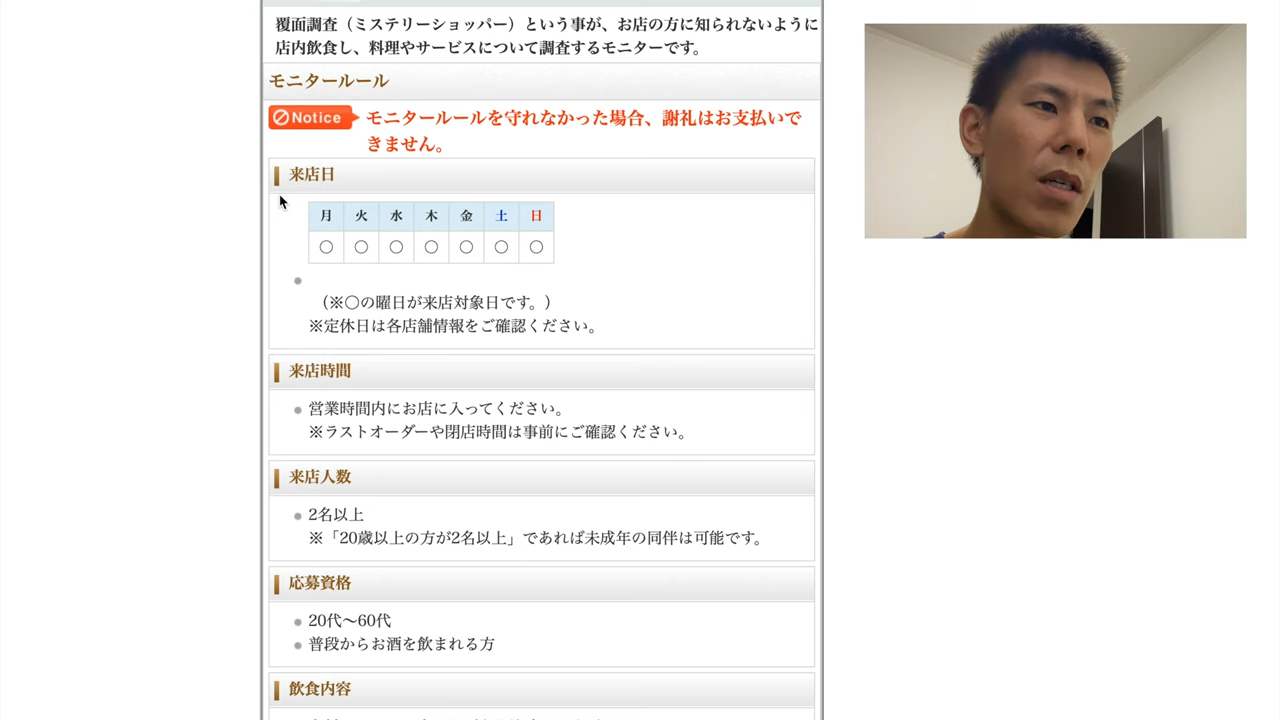 覆面調査（ミステリーショッパー）という事が、お店の方に知られないように
店内飲食し、料理やサービスについて調査するモニターです。
モニタールール
Notice
モニタールールを守れなかった場合、謝礼はお支払いで
きません。
来店日
月 火 水 木 金 土 日
○ ○ ○ ○ ○ ○ ○
（※○の曜日が来店対象日です。）
※定休日は各店舗情報をご確認ください。
来店時間
営業時間内にお店に入ってください。
※ラストオーダーや閉店時間は事前にご確認ください。
来店人数
2名以上
※「20歳以上の方が2名以上」であれば未成年の同伴は可能です。
応募資格
20代〜60代
普段からお酒を飲まれる方
飲食内容